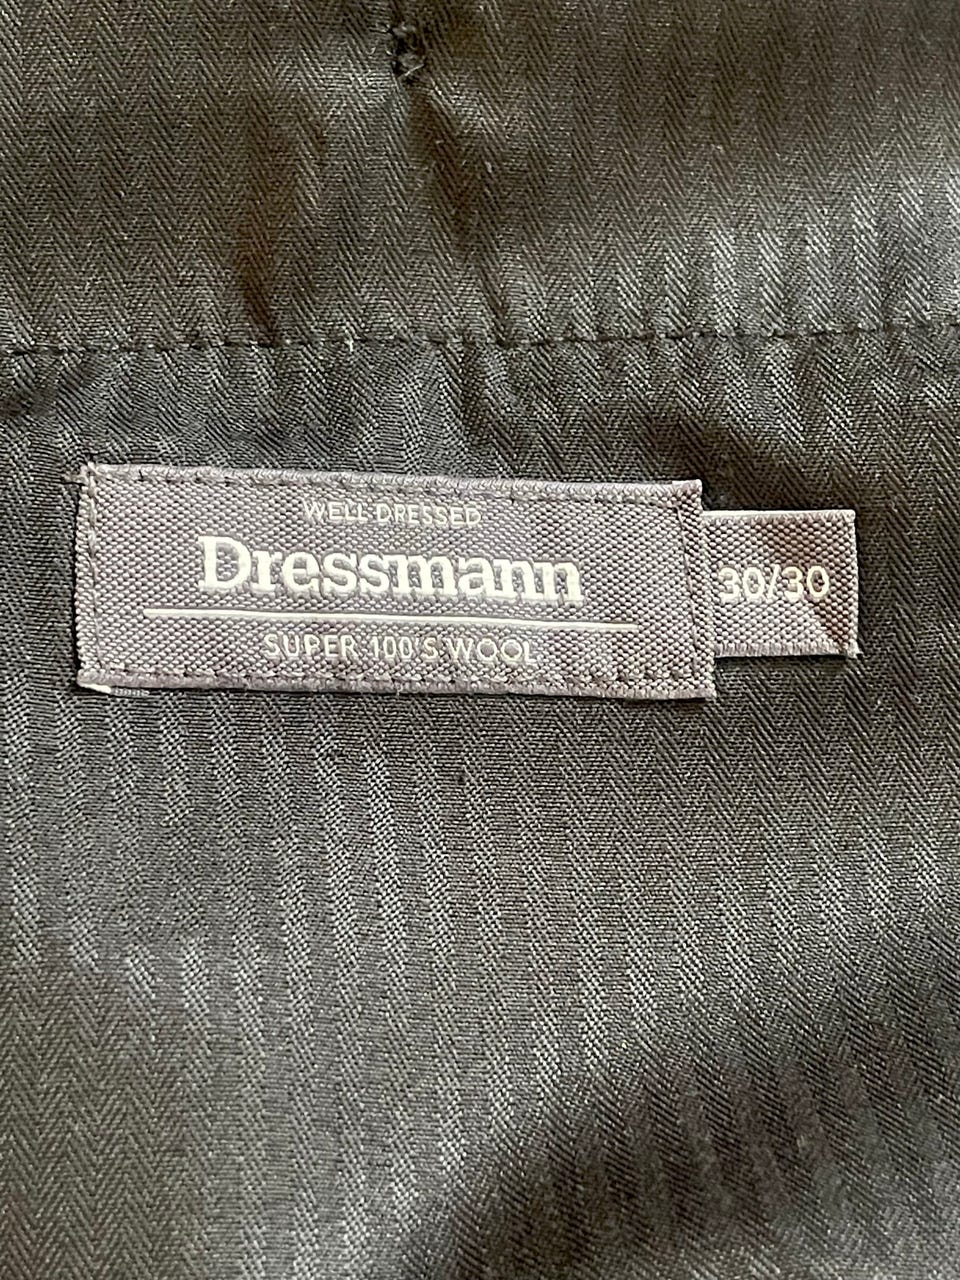 WELL DRESSED
Dressmann
SUPER 100'S WOOL
30/30